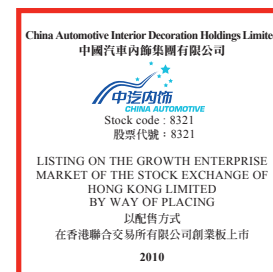 China Automotive Interior Decoration Holdings Limite
中國汽車內飾集團有限公司
中汽内饰
CHINA AUTOMOTIVE
Stock code : 8321
股票代號：8321
LISTING ON THE GROWTH ENTERPRISE
MARKET OF THE STOCK EXCHANGE OF
HONG KONG LIMITED
BY WAY OF PLACING
以配售方式
在香港聯合交易所有限公司創業板上市
2010